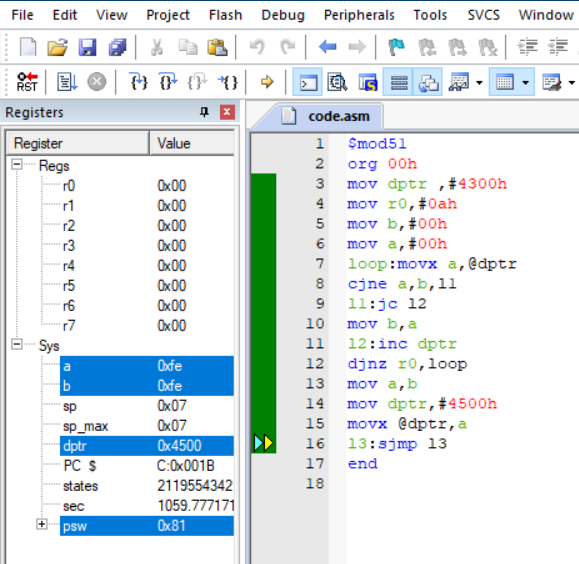 File Edit View Project Flash Debug Peripherals Tools SVCS Window
RST
Registers
Register Value
Regs
r0 0x00
r1 0x00
r2 0x00
r3 0x00
r4 0x00
r5 0x00
r6 0x00
r7 0x00
Sys
a 0xfe
b 0xfe
sp 0x07
sp_max 0x07
dptr 0x4500
PC $ C:0x001B
states 2119554342
sec 1059.777171
psw 0x81
code.asm
1 $mod51
2 org 00h
3 mov dptr ,#4300h
4 mov r0,#0ah
5 mov b,#00h
6 mov a,#00h
7 loop:movx a,@dptr
8 cjne a,b,l1
9 l1:jc l2
10 mov b,a
11 l2:inc dptr
12 djnz r0,loop
13 mov a,b
14 mov dptr,#4500h
15 movx @dptr,a
16 l3:sjmp l3
17 end
18